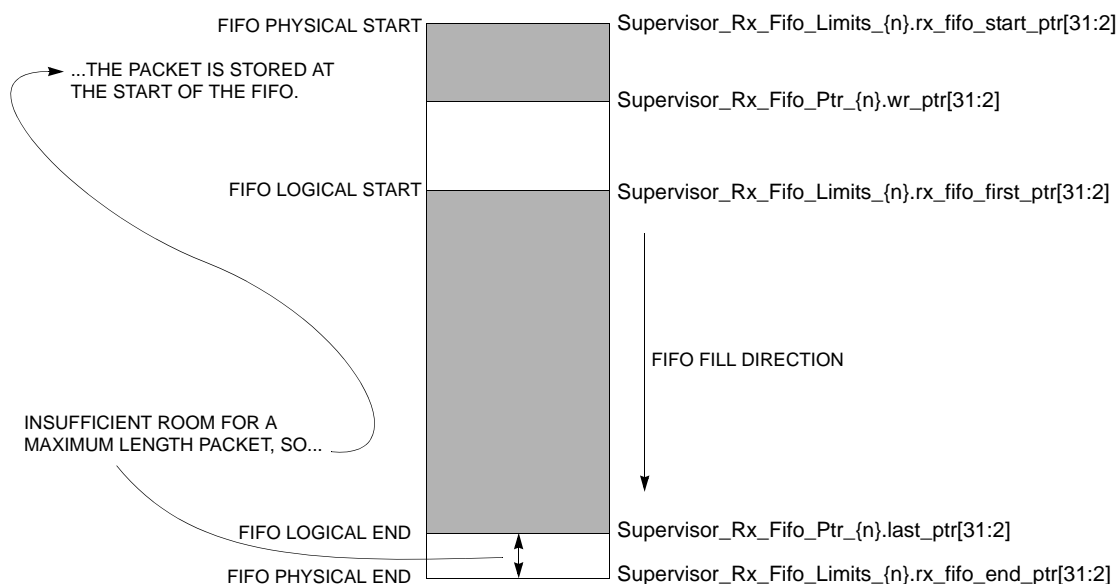 FIFO PHYSICAL START
Supervisor_Rx_Fifo_Limits_{n}.rx_fifo_start_ptr[31:2]
...THE PACKET IS STORED AT
THE START OF THE FIFO.
Supervisor_Rx_Fifo_Ptr_{n}.wr_ptr[31:2]
FIFO LOGICAL START
Supervisor_Rx_Fifo_Limits_{n}.rx_fifo_first_ptr[31:2]
FIFO FILL DIRECTION
INSUFFICIENT ROOM FOR A
MAXIMUM LENGTH PACKET, SO...
FIFO LOGICAL END
Supervisor_Rx_Fifo_Ptr_{n}.last_ptr[31:2]
FIFO PHYSICAL END
Supervisor_Rx_Fifo_Limits_{n}.rx_fifo_end_ptr[31:2]